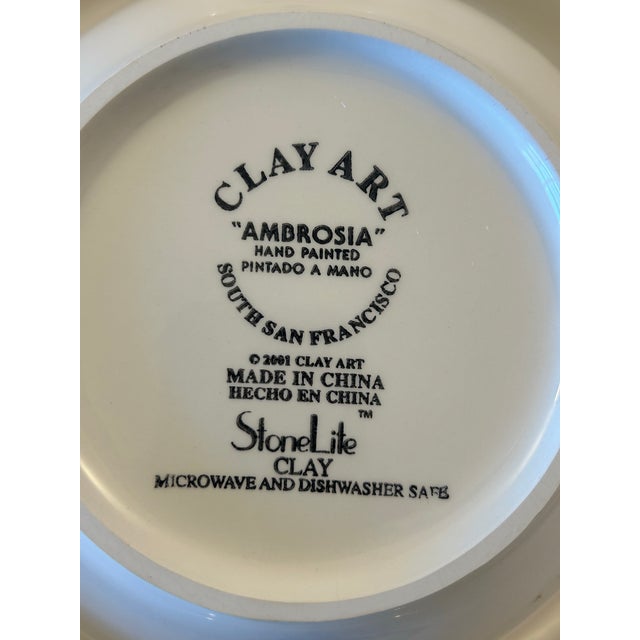 CLAY ART
"AMBROSIA"
HAND PAINTED
PINTADO A MANO
SOUTH SAN FRANCISCO
© 2001 CLAY ART
MADE IN CHINA
HECHO EN CHINA
StoneLite™
CLAY
MICROWAVE AND DISHWASHER SAFE